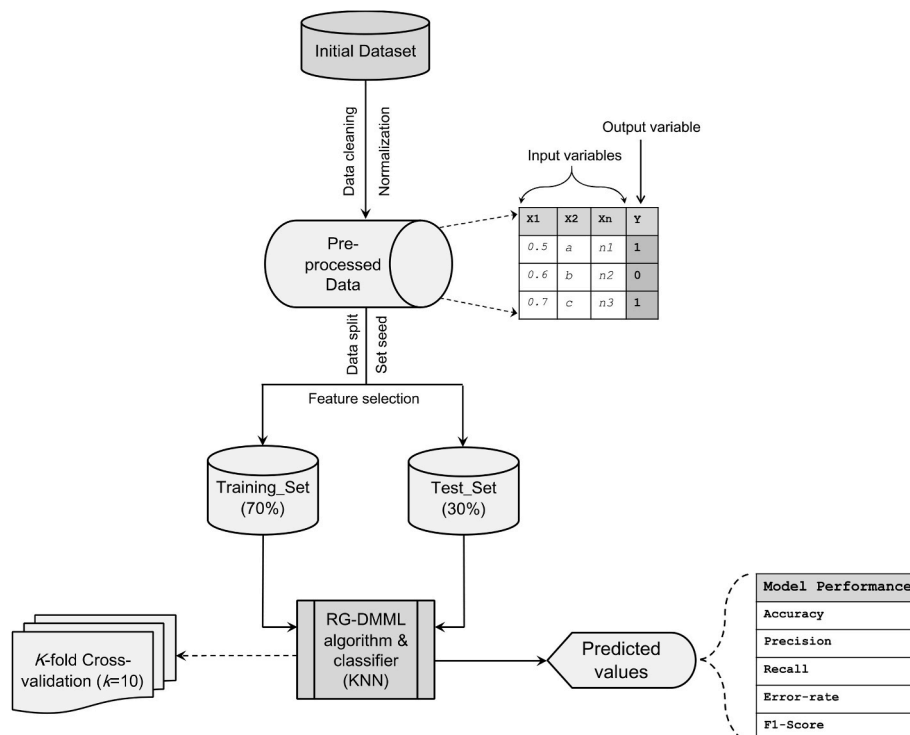 Initial Dataset
Data cleaning
Normalization
Output variable
Input variables
X1 X2 Xn Y
0.5 a n1 1
0.6 b n2 0
0.7 c n3 1
Pre-
processed
Data
Data split
Set seed
Feature selection
Training_Set
(70%)
Test_Set
(30%)
RG-DMML
algorithm &
classifier
(KNN)
K-fold Cross-
validation (k=10)
Predicted
values
Model Performance
Accuracy
Precision
Recall
Error-rate
F1-Score